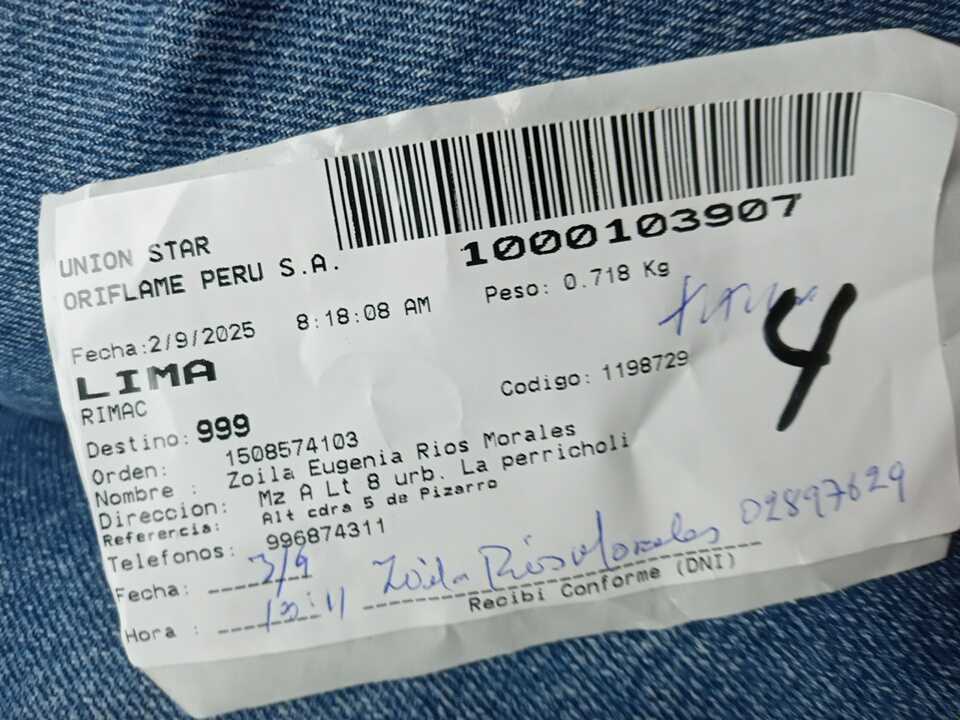 1000103907
UNION STAR
ORIFLAME PERU S.A.
Fecha:2/9/2025 8:18:08 AM Peso: 0.718 Kg
LIMA
4
RIMAC Codigo: 1198729
Destino: 999
Orden: 1508574103
Nombre : Zoila Eugenia Rios Morales
Direccion: Mz A Lt 8 urb. La perricholi
Referencia: Alt cdra 5 de Pizarro
Telefonos: 996874311
Fecha: 3/9 Zoila Rios Morales 02897629
Hora : Recibi Conforme (DNI)